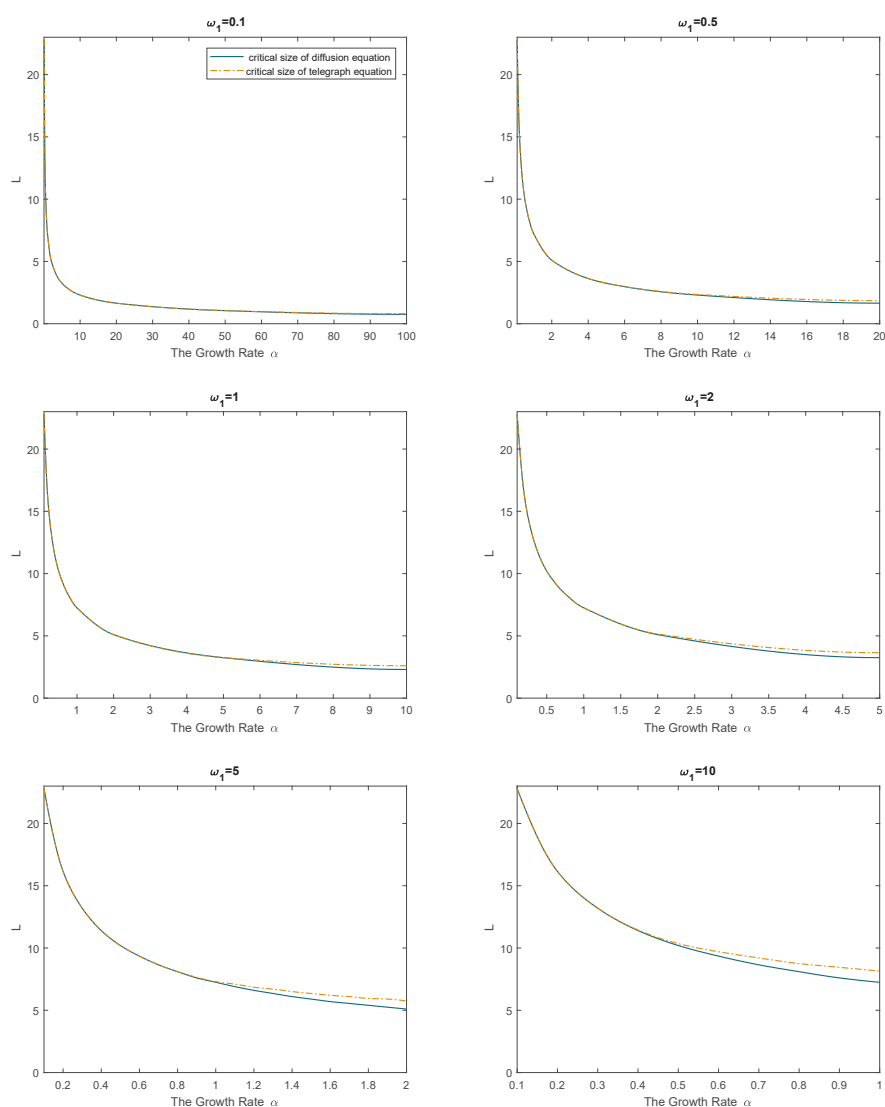 ω1=0.1
critical size of diffusion equation
critical size of telegraph equation
20
15
10
5
0
L
10 20 30 40 50 60 70 80 90 100
The Growth Rate α
ω1=0.5
20
15
10
5
0
L
2 4 6 8 10 12 14 16 18 20
The Growth Rate α
ω1=1
20
15
10
5
0
L
1 2 3 4 5 6 7 8 9 10
The Growth Rate α
ω1=2
20
15
10
5
0
L
0.5 1 1.5 2 2.5 3 3.5 4 4.5 5
The Growth Rate α
ω1=5
20
15
10
5
0
L
0.2 0.4 0.6 0.8 1 1.2 1.4 1.6 1.8 2
The Growth Rate α
ω1=10
20
15
10
5
0
L
0.1 0.2 0.3 0.4 0.5 0.6 0.7 0.8 0.9 1
The Growth Rate α